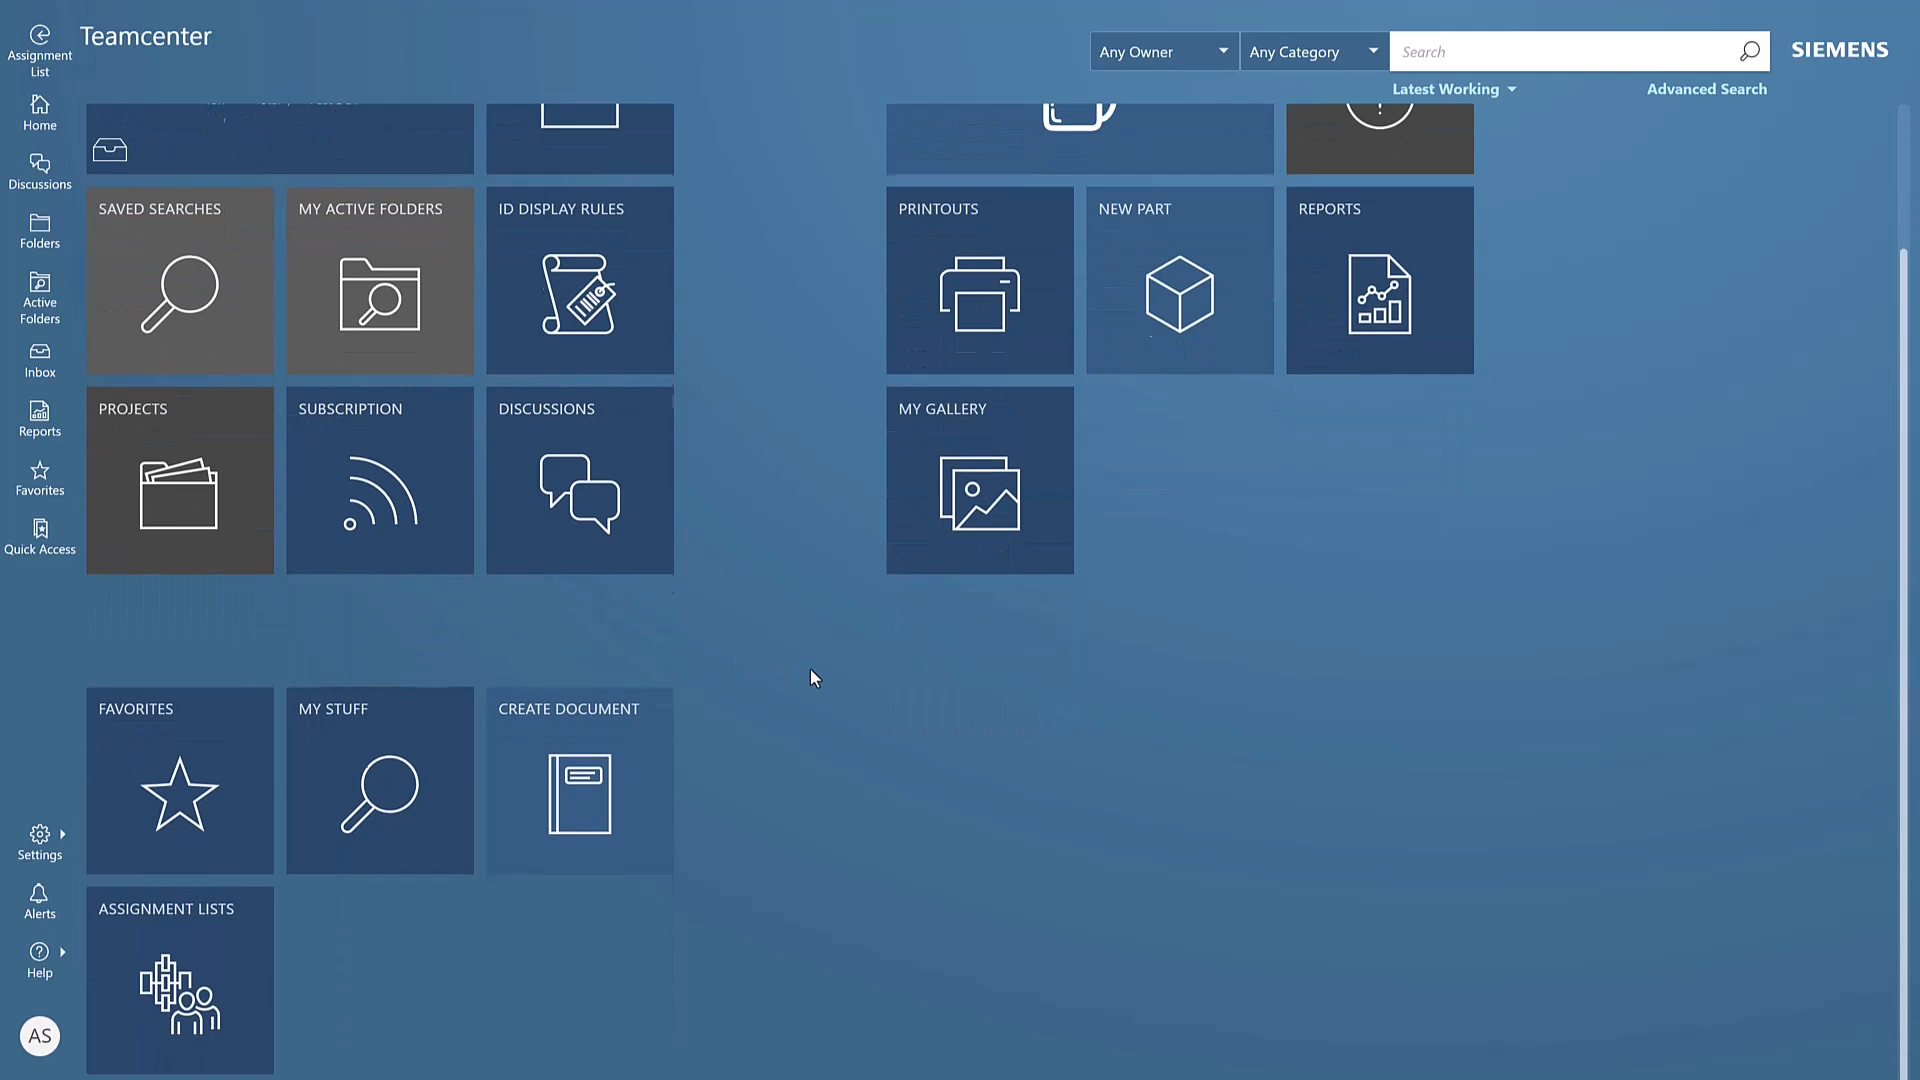 Teamcenter
Assignment
List
Home
Discussions
Folders
Active
Folders
Inbox
Reports
Favorites
Quick Access
Settings
Alerts
Help
AS
Any Owner
Any Category
Search
SIEMENS
Latest Working
Advanced Search
SAVED SEARCHES
MY ACTIVE FOLDERS
ID DISPLAY RULES
PRINTOUTS
NEW PART
REPORTS
PROJECTS
SUBSCRIPTION
DISCUSSIONS
MY GALLERY
FAVORITES
MY STUFF
CREATE DOCUMENT
ASSIGNMENT LISTS